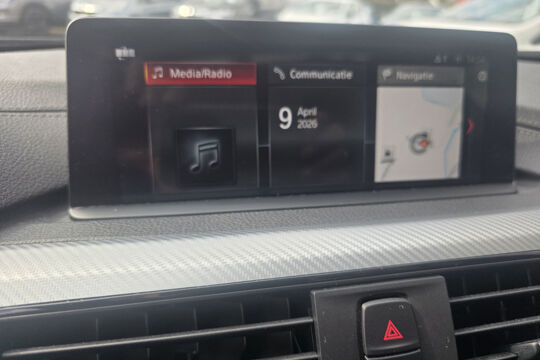 Media/Radio
Communicatie
Navigatie
9 April
2026